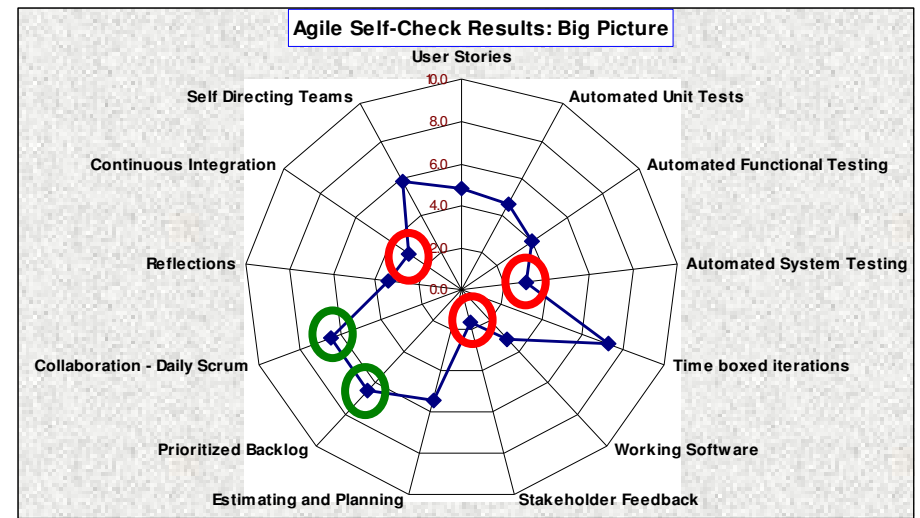 Agile Self-Check Results: Big Picture
User Stories
10.0
Self Directing Teams
Automated Unit Tests
8.0
Continuous Integration
6.0
Automated Functional Testing
4.0
2.0
Reflections
Automated System Testing
0.0
Collaboration - Daily Scrum
Time boxed iterations
Prioritized Backlog
Working Software
Estimating and Planning
Stakeholder Feedback